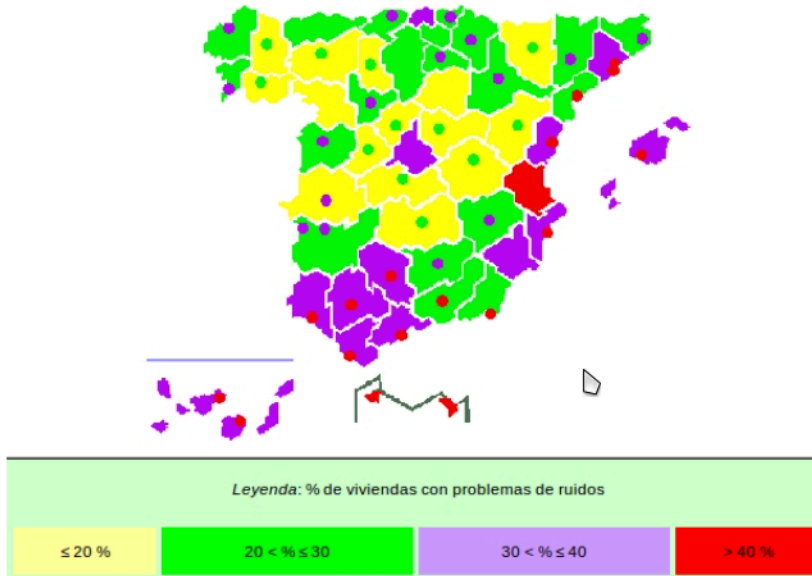 Leyenda: % de viviendas con problemas de ruidos
≤ 20 % 20 < % ≤ 30 30 < % ≤ 40 > 40 %